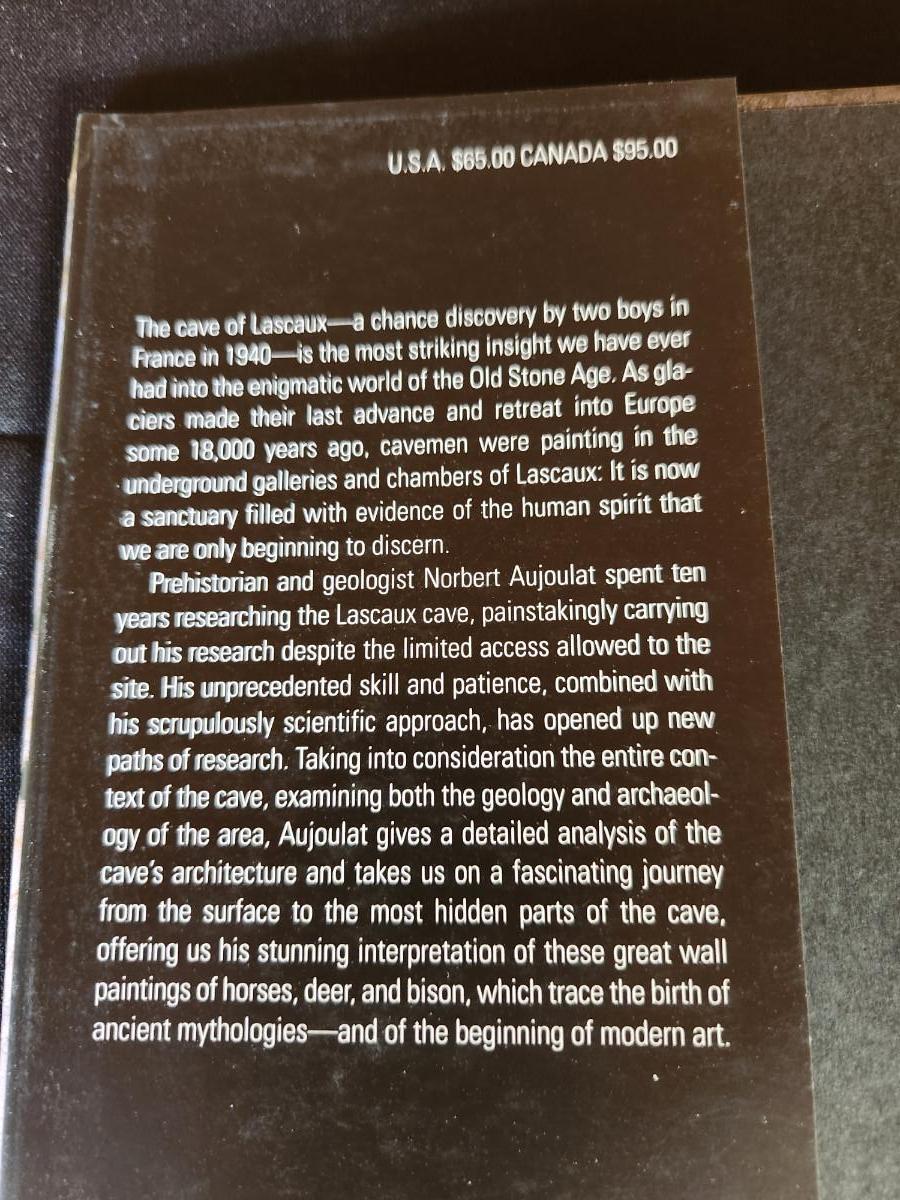 U.S.A. $65.00 CANADA $95.00
The cave of Lascaux—a chance discovery by two boys in
France in 1940—is the most striking insight we have ever
had into the enigmatic world of the Old Stone Age. As gla-
ciers made their last advance and retreat into Europe
some 18,000 years ago, cavemen were painting in the
underground galleries and chambers of Lascaux: It is now
a sanctuary filled with evidence of the human spirit that
we are only beginning to discern.
Prehistorian and geologist Norbert Aujoulat spent ten
years researching the Lascaux cave, painstakingly carrying
out his research despite the limited access allowed to the
site. His unprecedented skill and patience, combined with
his scrupulously scientific approach, has opened up new
paths of research. Taking into consideration the entire con-
text of the cave, examining both the geology and archaeol-
ogy of the area, Aujoulat gives a detailed analysis of the
cave's architecture and takes us on a fascinating journey
from the surface to the most hidden parts of the cave,
offering us his stunning interpretation of these great wall
paintings of horses, deer, and bison, which trace the birth of
ancient mythologies—and of the beginning of modern art.